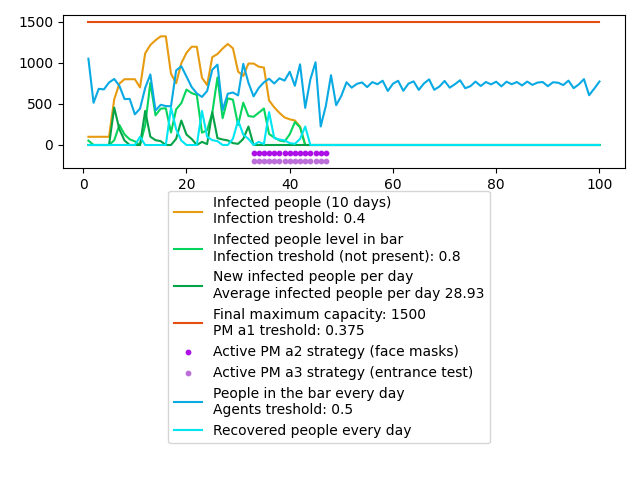 1500
1000
500
0
0 20 40 60 80 100
Infected people (10 days)
Infection treshold: 0.4
Infected people level in bar
Infection treshold (not present): 0.8
New infected people per day
Average infected people per day 28.93
Final maximum capacity: 1500
PM a1 treshold: 0.375
Active PM a2 strategy (face masks)
Active PM a3 strategy (entrance test)
People in the bar every day
Agents treshold: 0.5
Recovered people every day